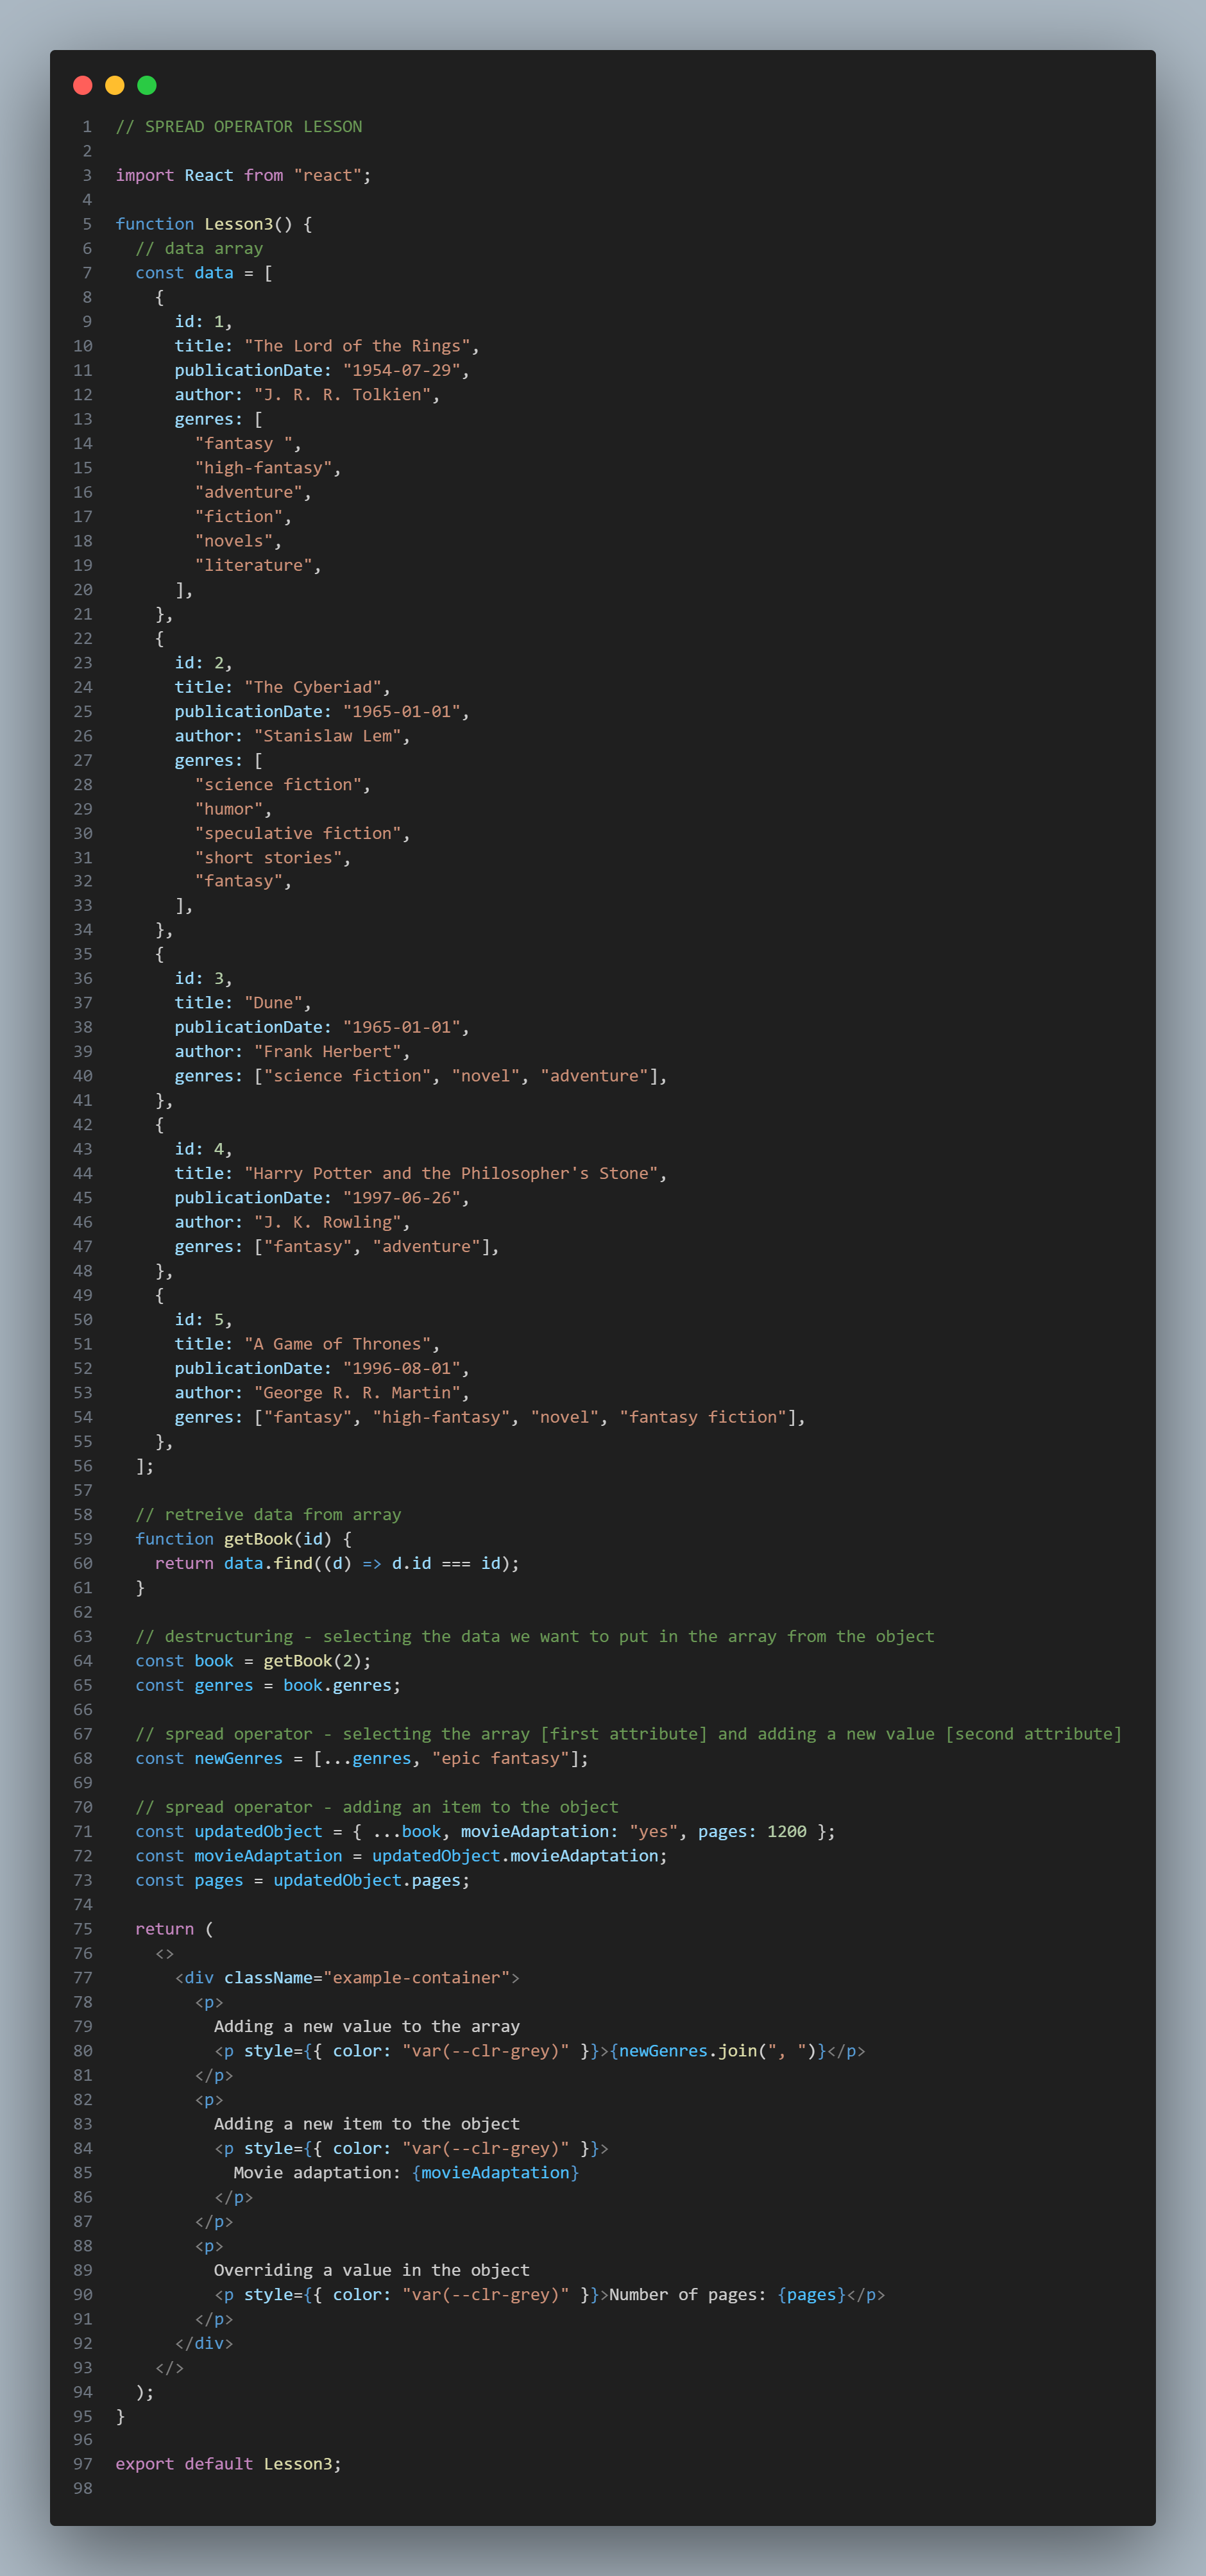 1 // SPREAD OPERATOR LESSON
2
3 import React from "react";
4
5 function Lesson3() {
6   // data array
7   const data = [
8     {
9       id: 1,
10       title: "The Lord of the Rings",
11       publicationDate: "1954-07-29",
12       author: "J. R. R. Tolkien",
13       genres: [
14         "fantasy ",
15         "high-fantasy",
16         "adventure",
17         "fiction",
18         "novels",
19         "literature",
20       ],
21     },
22     {
23       id: 2,
24       title: "The Cyberiad",
25       publicationDate: "1965-01-01",
26       author: "Stanislaw Lem",
27       genres: [
28         "science fiction",
29         "humor",
30         "speculative fiction",
31         "short stories",
32         "fantasy",
33       ],
34     },
35     {
36       id: 3,
37       title: "Dune",
38       publicationDate: "1965-01-01",
39       author: "Frank Herbert",
40       genres: ["science fiction", "novel", "adventure"],
41     },
42     {
43       id: 4,
44       title: "Harry Potter and the Philosopher's Stone",
45       publicationDate: "1997-06-26",
46       author: "J. K. Rowling",
47       genres: ["fantasy", "adventure"],
48     },
49     {
50       id: 5,
51       title: "A Game of Thrones",
52       publicationDate: "1996-08-01",
53       author: "George R. R. Martin",
54       genres: ["fantasy", "high-fantasy", "novel", "fantasy fiction"],
55     },
56   ];
57
58   // retreive data from array
59   function getBook(id) {
60     return data.find((d) => d.id === id);
61   }
62
63   // destructuring - selecting the data we want to put in the array from the object
64   const book = getBook(2);
65   const genres = book.genres;
66
67   // spread operator - selecting the array [first attribute] and adding a new value [second attribute]
68   const newGenres = [...genres, "epic fantasy"];
69
70   // spread operator - adding an item to the object
71   const updatedObject = { ...book, movieAdaptation: "yes", pages: 1200 };
72   const movieAdaptation = updatedObject.movieAdaptation;
73   const pages = updatedObject.pages;
74
75   return (
76     <>
77       <div className="example-container">
78         <p>
79           Adding a new value to the array
80           <p style={{ color: "var(--clr-grey)" }}>{newGenres.join(", ")}</p>
81         </p>
82         <p>
83           Adding a new item to the object
84           <p style={{ color: "var(--clr-grey)" }}>
85             Movie adaptation: {movieAdaptation}
86           </p>
87         </p>
88         <p>
89           Overriding a value in the object
90           <p style={{ color: "var(--clr-grey)" }}>Number of pages: {pages}</p>
91         </p>
92       </div>
93     </>
94   );
95 }
96
97 export default Lesson3;
98